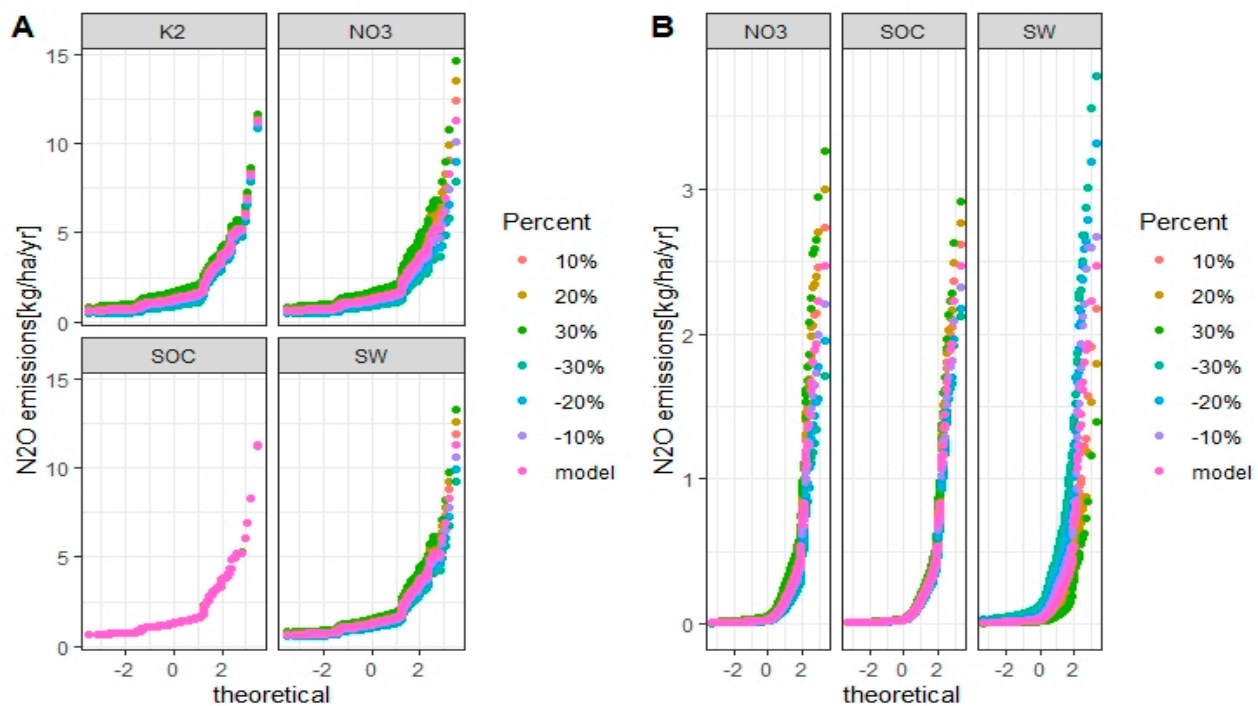 A
K2
NO3
15
10
5
0
SOC
SW
15
10
5
0
-2 0 2
-2 0 2
N2O emissions[kg/ha/yr)
theoretical
Percent
10%
20%
30%
-30%
-20%
-10%
model
B
NO3
SOC
SW
3
2
1
0
-2 0 2
-2 0 2
-2 0 2
N2O emissions[kg/ha/yr)
theoretical
Percent
10%
20%
30%
-30%
-20%
-10%
model